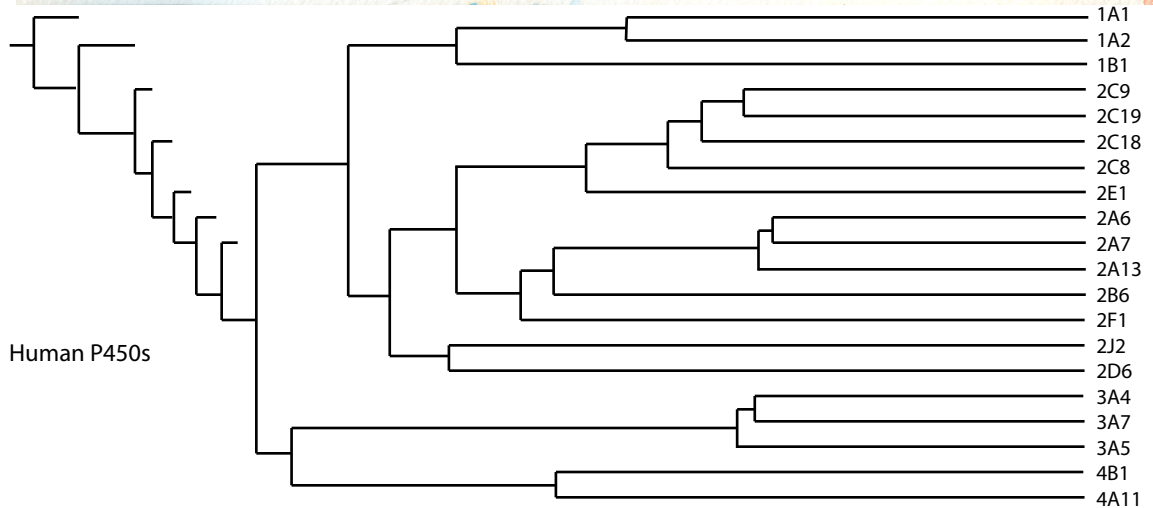 1A1
1A2
1B1
2C9
2C19
2C18
2C8
2E1
2A6
2A7
2A13
2B6
2F1
2J2
Human P450s
2D6
3A4
3A7
3A5
4B1
4A11